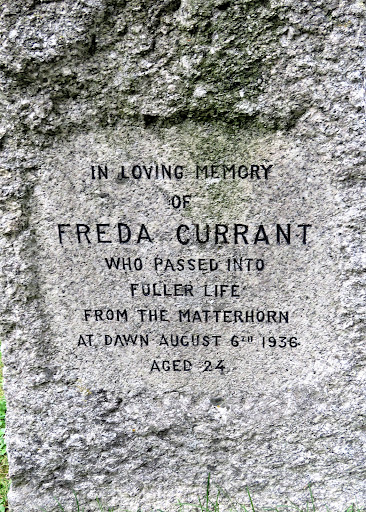 IN LOVING MEMORY
OF
FREDA CURRANT
WHO PASSED INTO
FULLER LIFE
FROM THE MATTERHORN
AT DAWN AUGUST 6TH 1936
AGED 24.